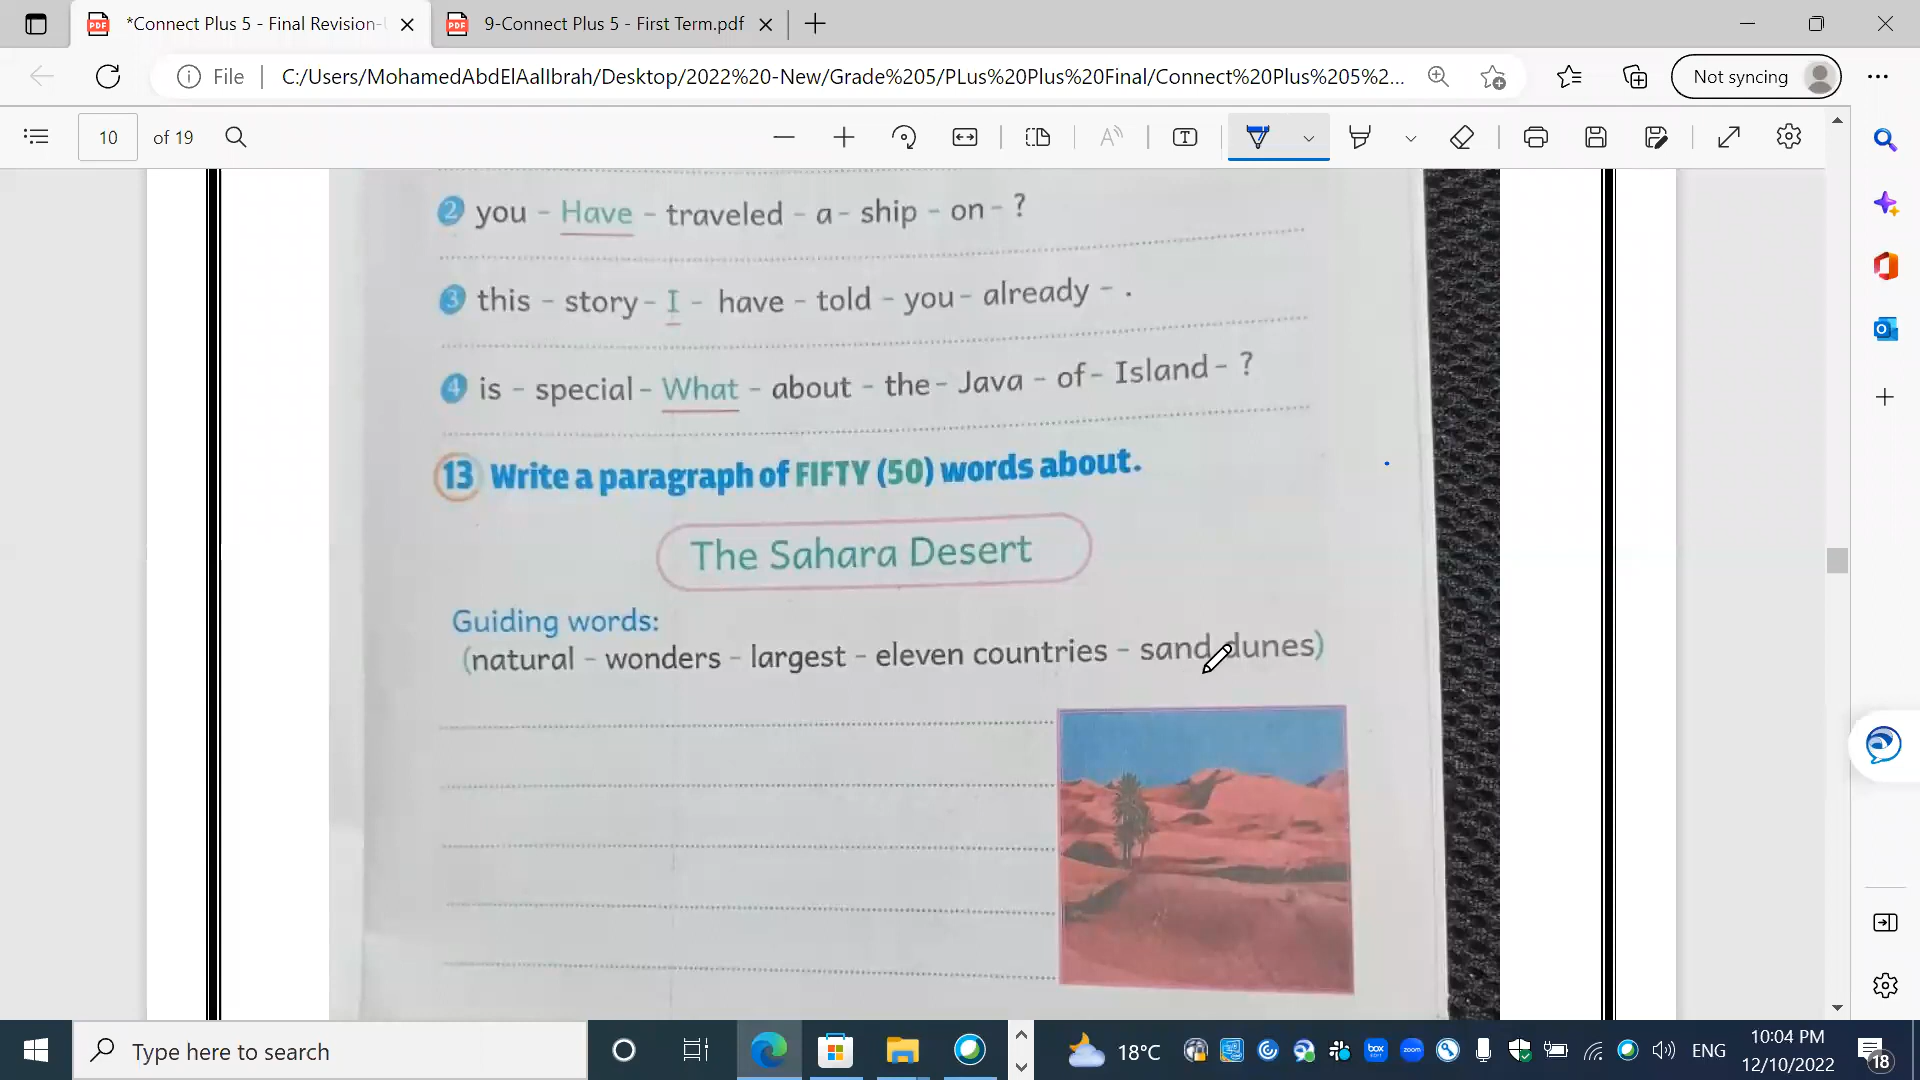 *Connect Plus 5 - Final Revision-
9-Connect Plus 5 - First Term.pdf
File
C:/Users/MohamedAbdElAalIbrah/Desktop/2022%20-New/Grade%205/PLus%20Plus%20Final/Connect%20Plus%205%2...
Not syncing
10 of 19
2 you - Have - traveled - a - ship - on - ?
3 this - story - I - have - told - you - already - .
4 is - special - What - about - the - Java - of - Island - ?
13 Write a paragraph of FIFTY (50) words about.
The Sahara Desert
Guiding words:
(natural - wonders - largest - eleven countries - sand dunes)
Type here to search
18°C
box
zoom
ENG
10:04 PM
12/10/2022
18